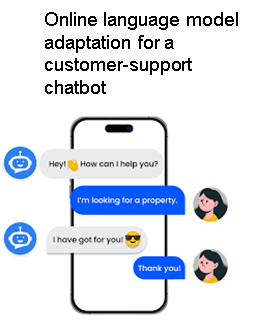 Online language model
adaptation for a
customer-support
chatbot
Hey!👋 How can I help you?
I'm looking for a property.
I have got for you! 😎
Thank you!